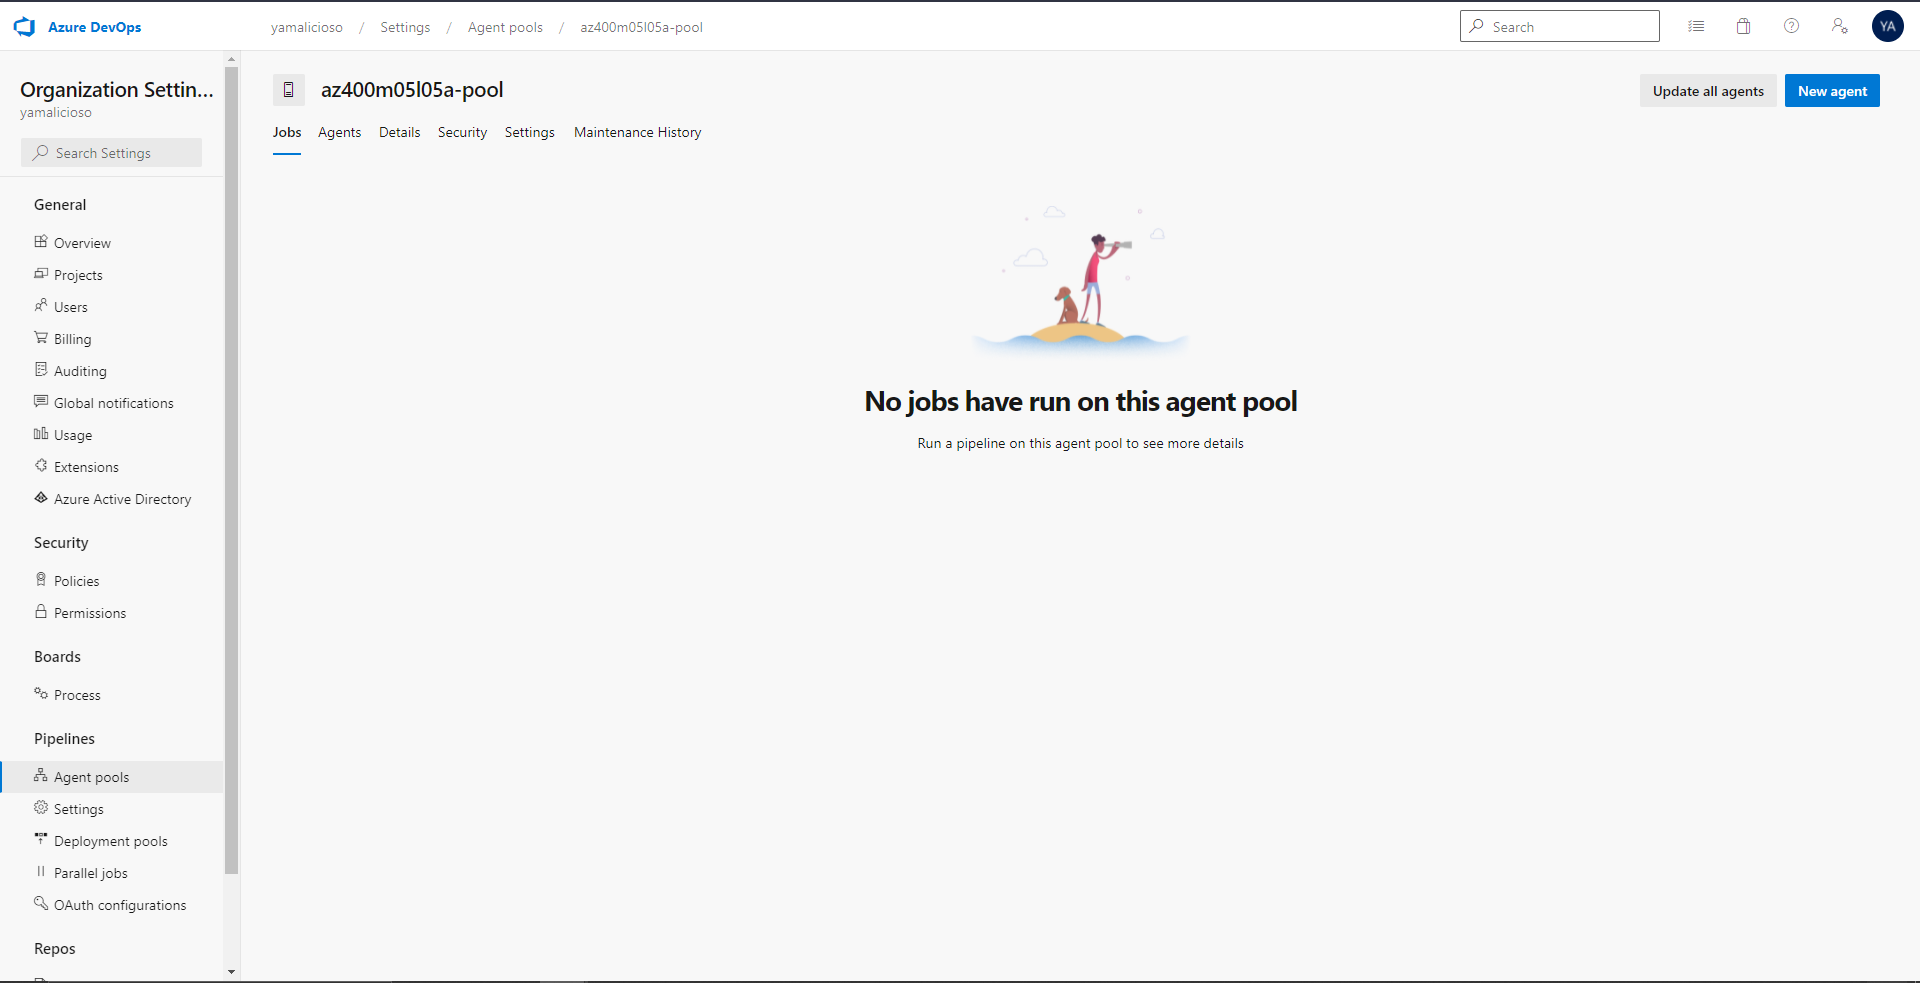 Azure DevOps
yamalicioso / Settings / Agent pools / az400m05l05a-pool
Search
YA
Organization Settin...
yamalicioso
Search Settings
General
Overview
Projects
Users
Billing
Auditing
Global notifications
Usage
Extensions
Azure Active Directory
Security
Policies
Permissions
Boards
Process
Pipelines
Agent pools
Settings
Deployment pools
Parallel jobs
OAuth configurations
Repos
az400m05l05a-pool
Update all agents
New agent
Jobs Agents Details Security Settings Maintenance History
No jobs have run on this agent pool
Run a pipeline on this agent pool to see more details